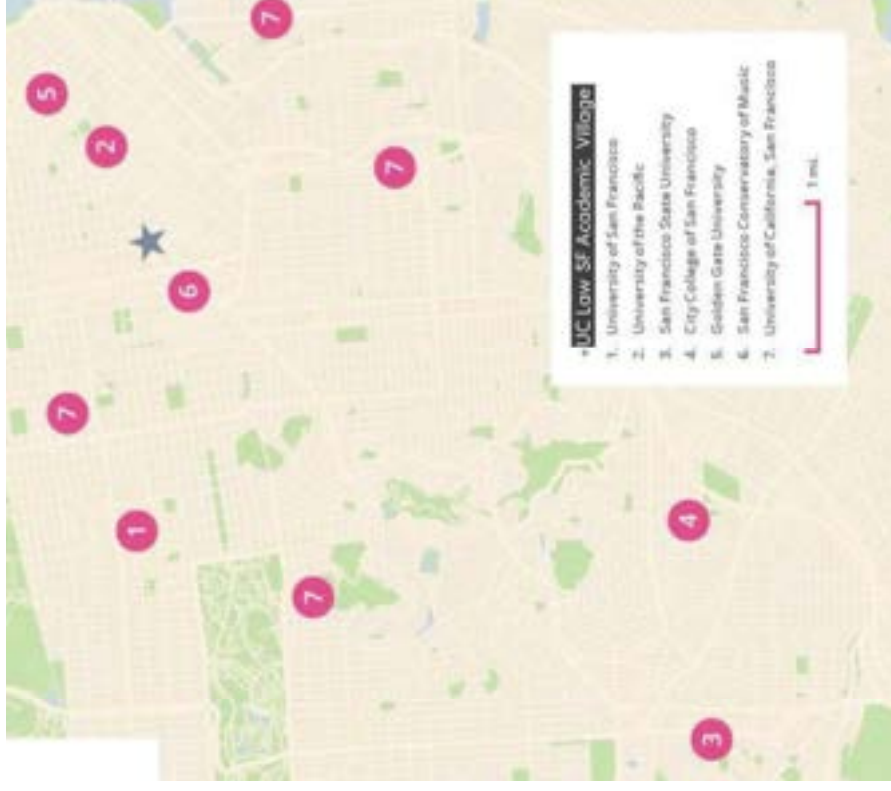 UC Law SF Academic Village
1. University of San Francisco
2. University of the Pacific
3. San Francisco State University
4. City College of San Francisco
5. Golden Gate University
6. San Francisco Conservatory of Music
7. University of California, San Francisco
1 mi.
5
2
7
7
6
7
1
7
4
3